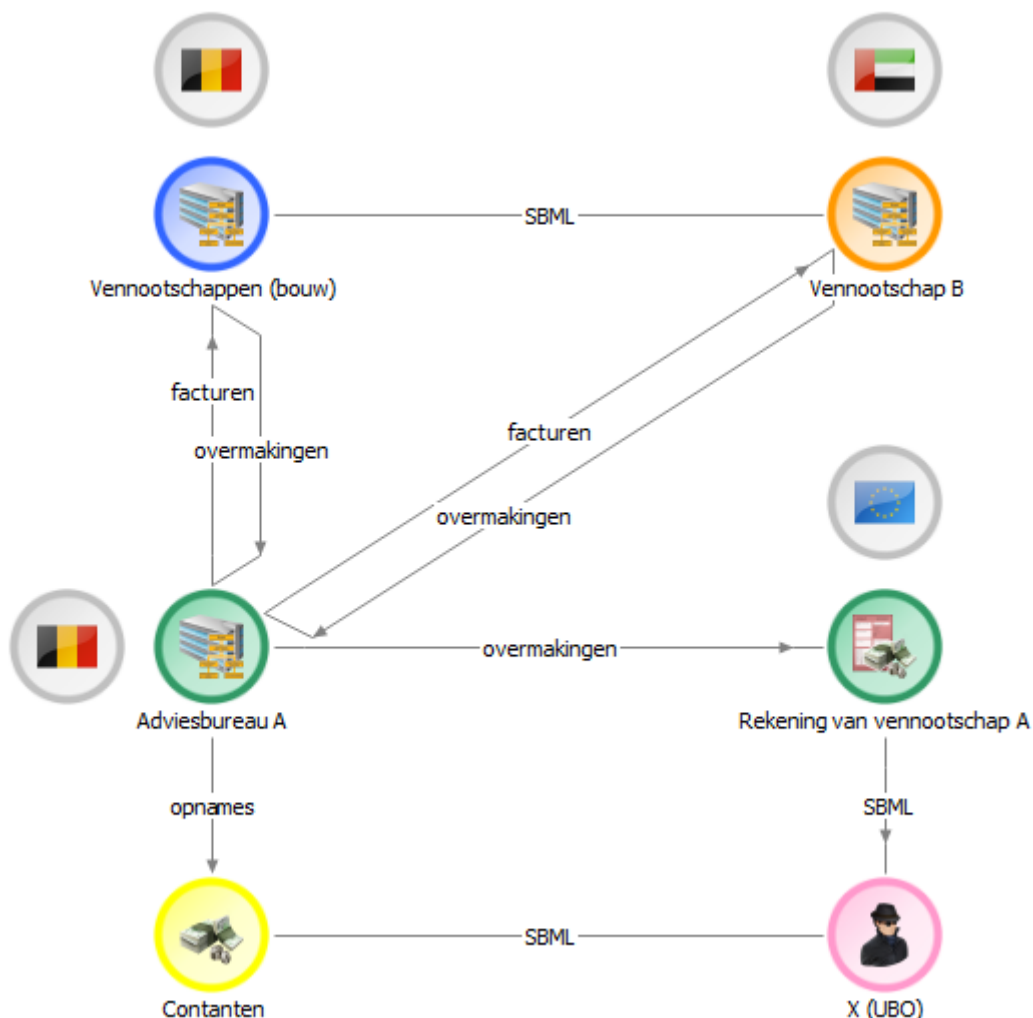 SBML
Vennootschappen (bouw)
Vennootschap B
facturen
overmakingen
facturen
overmakingen
overmakingen
Adviesbureau A
Rekening van vennootschap A
opnames
SBML
SBML
Contanten
X (UBO)